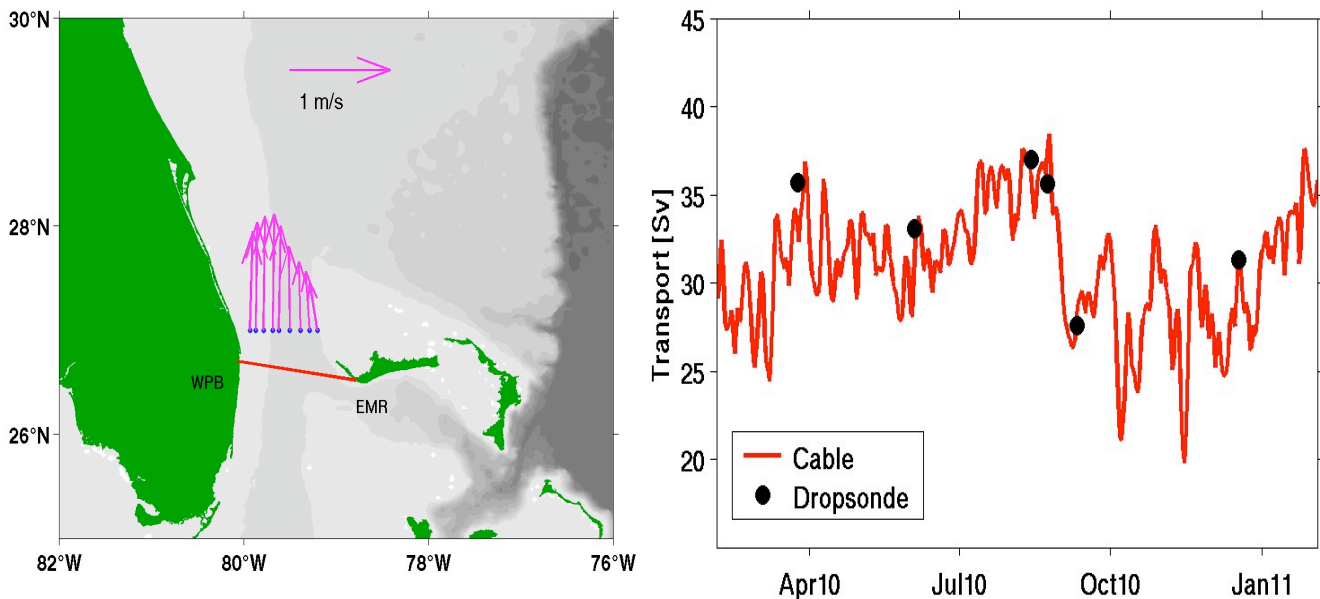 30°N
28°N
26°N
82°W
80°W
78°W
76°W
1 m/s
WPB
EMR
Transport [Sv]
45
40
35
30
25
20
Apr10
Jul10
Oct10
Jan11
Cable
Dropsonde